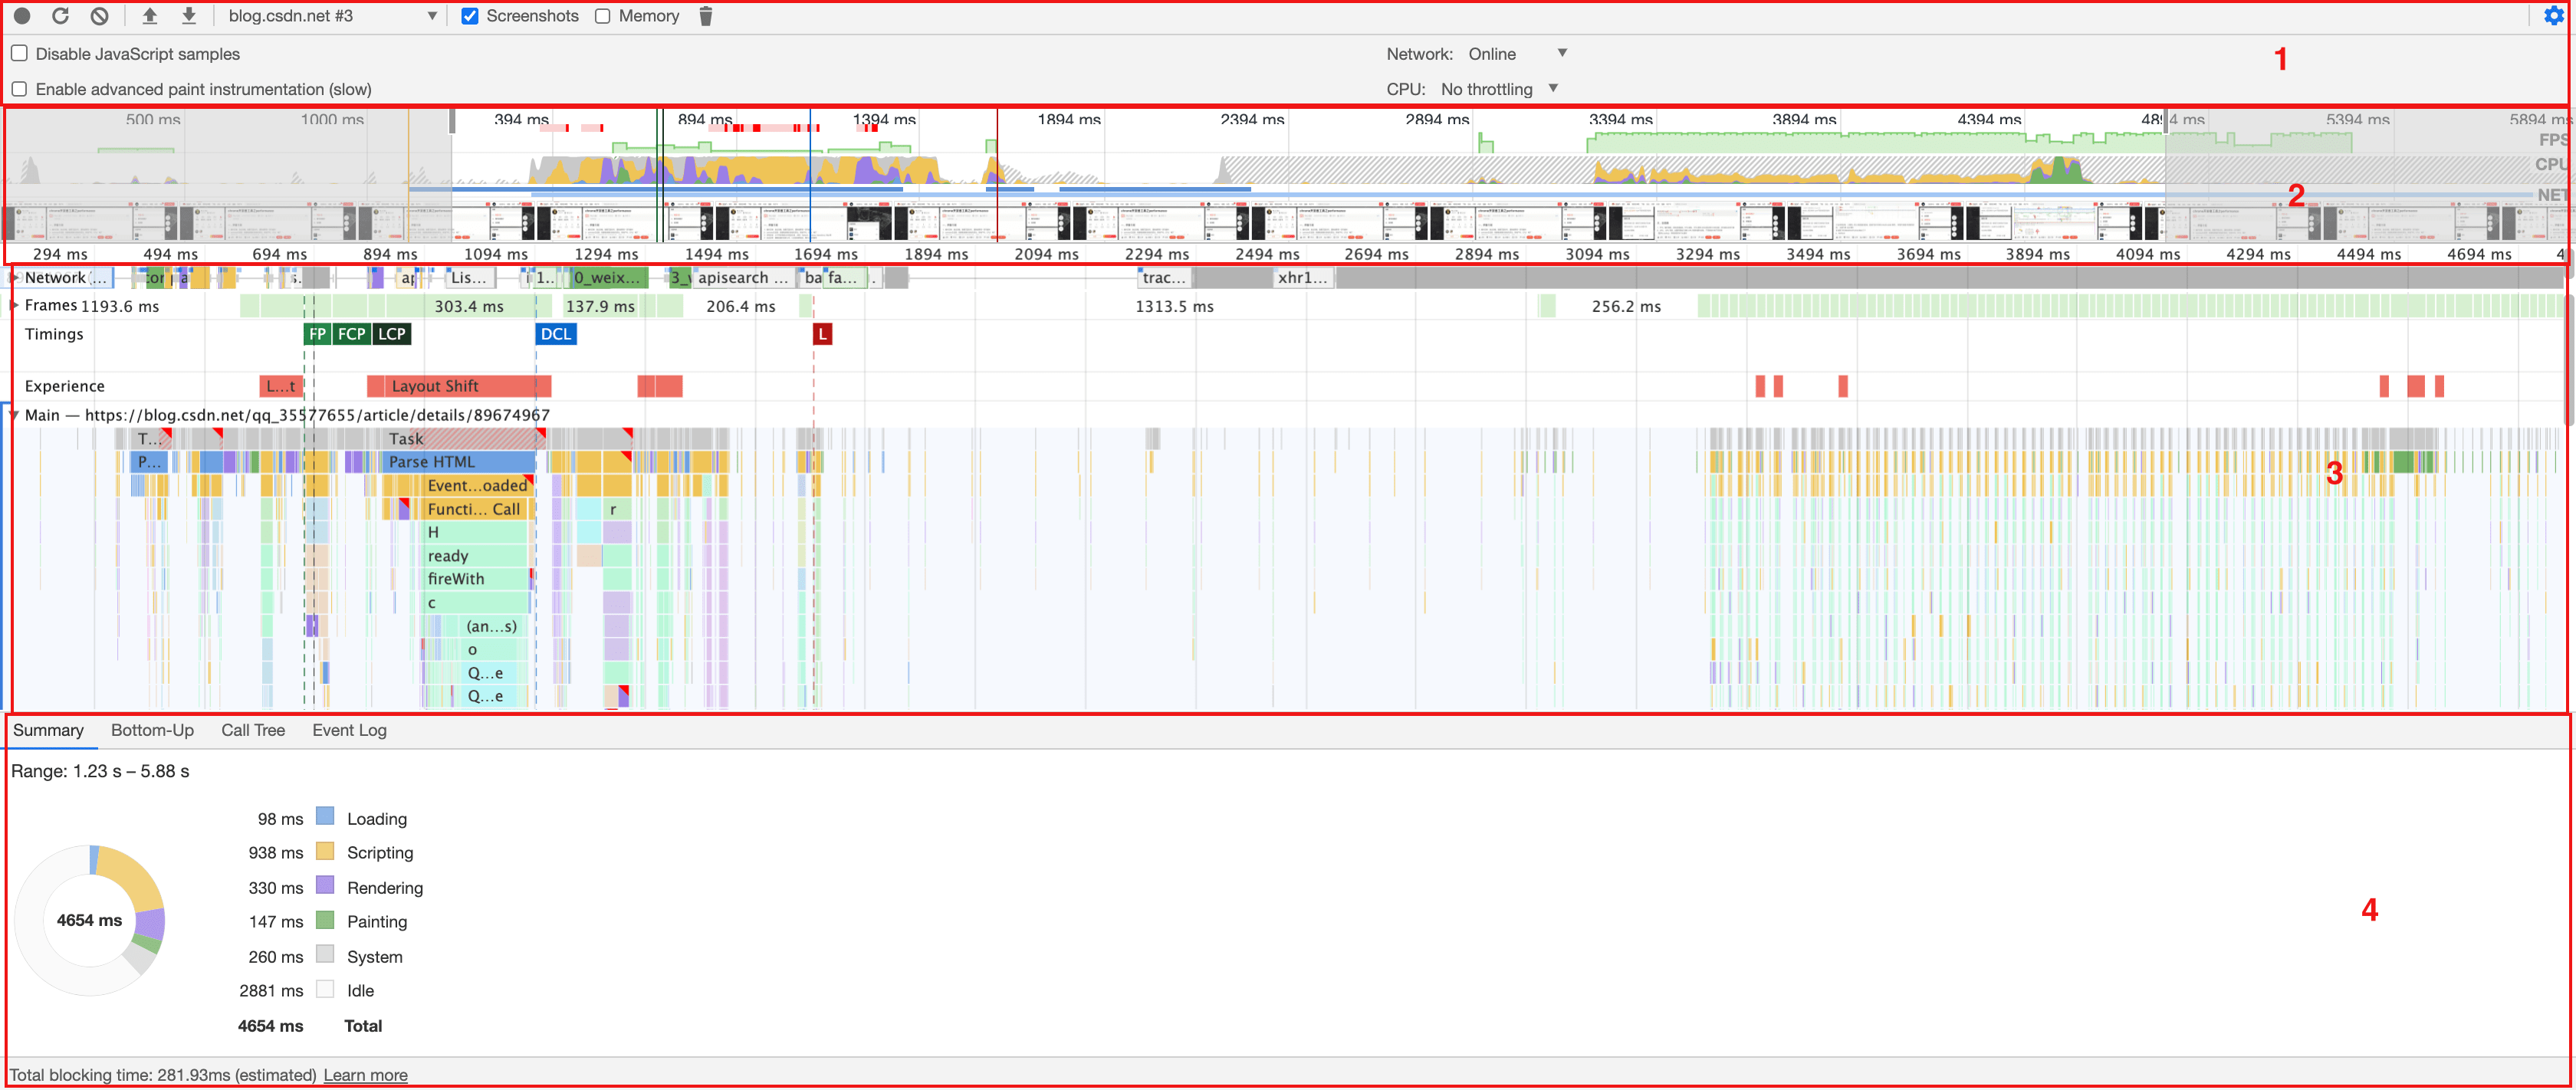 blog.csdn.net #3 Screenshots Memory
Disable JavaScript samples Network: Online
1
Enable advanced paint instrumentation (slow) CPU: No throttling
500 ms 1000 ms 394 ms 894 ms 1394 ms 1894 ms 2394 ms 2894 ms 3394 ms 3894 ms 4394 ms 4894 ms 5394 ms 5894 ms
FPS
CPU
2
NET
294 ms 494 ms 694 ms 894 ms 1094 ms 1294 ms 1494 ms 1694 ms 1894 ms 2094 ms 2294 ms 2494 ms 2694 ms 2894 ms 3094 ms 3294 ms 3494 ms 3694 ms 3894 ms 4094 ms 4294 ms 4494 ms 4694 ms 4
Network ... s. Lis... 1.. 0_weix... apisearch ... ba fa... trac... xhr1...
Frames 1193.6 ms 303.4 ms 137.9 ms 206.4 ms 1313.5 ms 256.2 ms
Timings FP FCP LCP DCL L
Experience L...t Layout Shift
Main — https://blog.csdn.net/qq_35577655/article/details/89674967
T... Task
P... Parse HTML
3
Event...oaded
Functi... Call r
H
ready
fireWith
c
(an...s)
o
Q...e
Q...e
Summary Bottom-Up Call Tree Event Log
Range: 1.23 s – 5.88 s
98 ms Loading
938 ms Scripting
330 ms Rendering
4654 ms
147 ms Painting
4
260 ms System
2881 ms Idle
4654 ms Total
Total blocking time: 281.93ms (estimated) Learn more